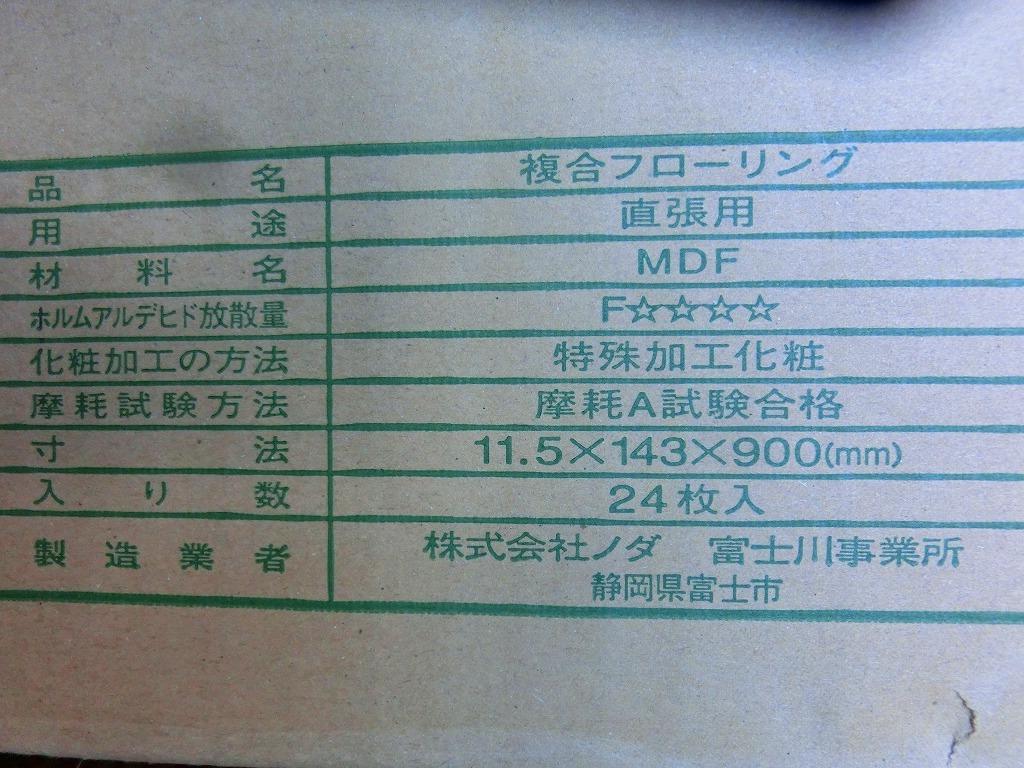 品名 複合フローリング
用途 直張用
材料名 MDF
ホルムアルデヒド放散量 F☆☆☆☆
化粧加工の方法 特殊加工化粧
摩耗試験方法 摩耗A試験合格
寸法 11.5×143×900(mm)
入り数 24枚入
製造業者 株式会社ノダ 富士川事業所
静岡県富士市